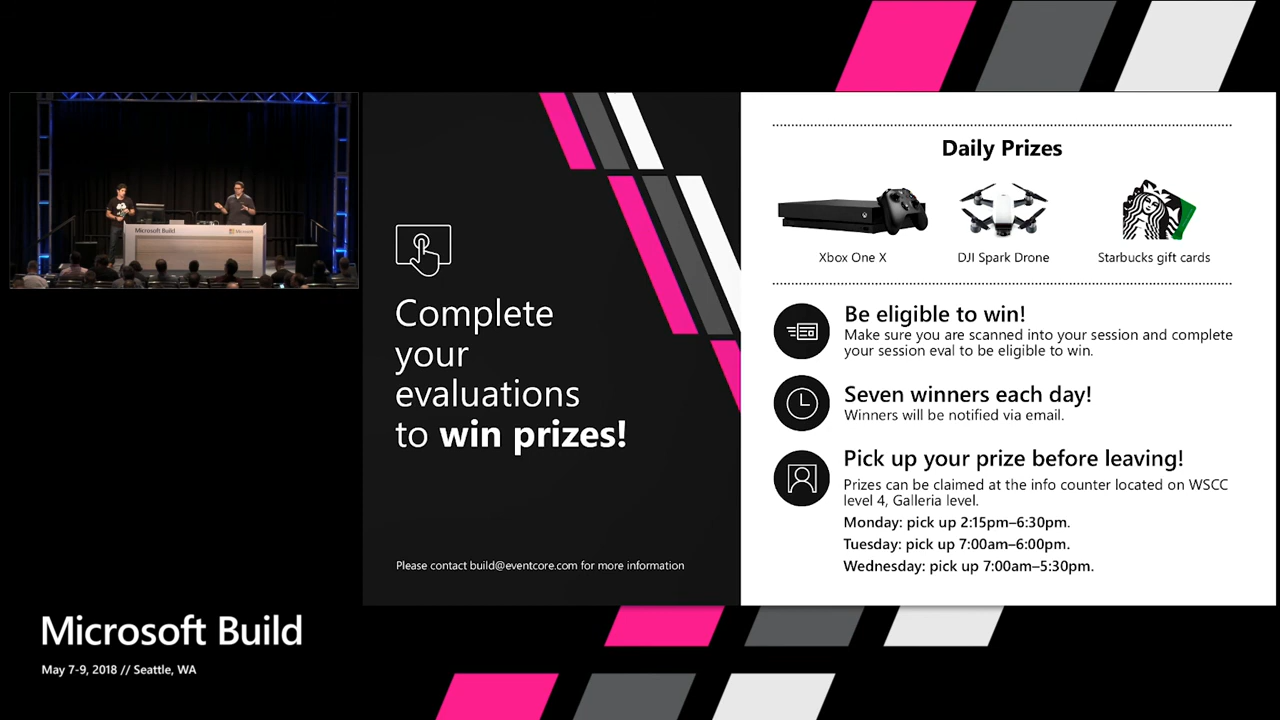 Microsoft Build
Microsoft
Complete
your
evaluations
to win prizes!
Please contact build@eventcore.com for more information
Daily Prizes
Xbox One X
DJI Spark Drone
Starbucks gift cards
Be eligible to win!
Make sure you are scanned into your session and complete
your session eval to be eligible to win.
Seven winners each day!
Winners will be notified via email.
Pick up your prize before leaving!
Prizes can be claimed at the info counter located on WSCC
level 4, Galleria level.
Monday: pick up 2:15pm–6:30pm.
Tuesday: pick up 7:00am–6:00pm.
Wednesday: pick up 7:00am–5:30pm.
Microsoft Build
May 7-9, 2018 // Seattle, WA